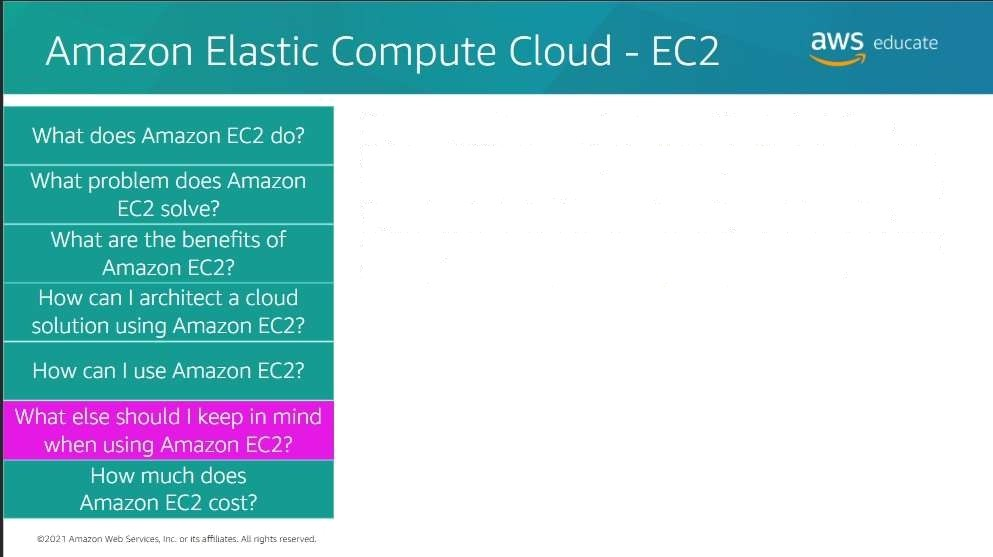 Amazon Elastic Compute Cloud - EC2
aws educate
What does Amazon EC2 do?
What problem does Amazon
EC2 solve?
What are the benefits of
Amazon EC2?
How can I architect a cloud
solution using Amazon EC2?
How can I use Amazon EC2?
What else should I keep in mind
when using Amazon EC2?
How much does
Amazon EC2 cost?
©2021 Amazon Web Services, Inc. or its affiliates. All rights reserved.